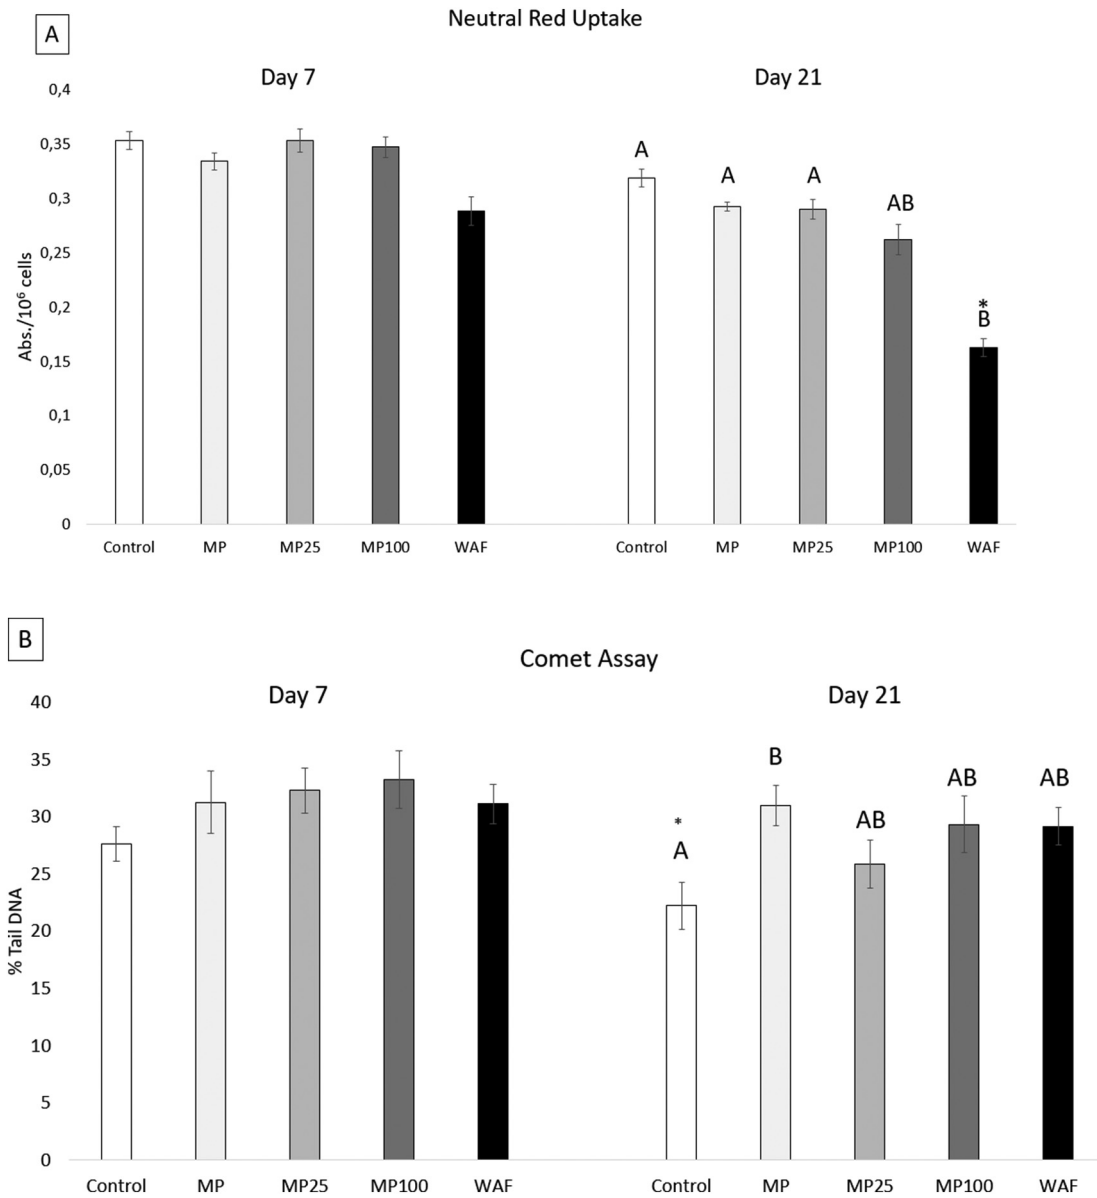 Neutral Red Uptake
A
Day 7
Day 21
0,4
0,35
0,3
0,25
0,2
0,15
0,1
0,05
0
Abs./10⁶ cells
A
A
A
AB
*
B
Control MP MP25 MP100 WAF
Control MP MP25 MP100 WAF
B
Comet Assay
Day 7
Day 21
40
35
30
25
20
15
10
5
0
% Tail DNA
*
A
B
AB
AB
AB
Control MP MP25 MP100 WAF
Control MP MP25 MP100 WAF